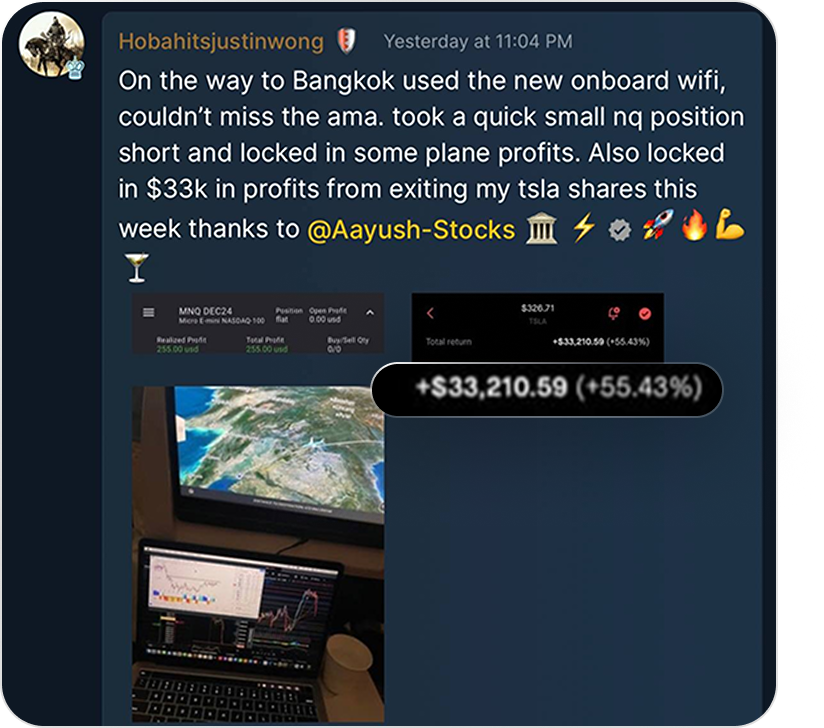 Hobahitsjustinwong Yesterday at 11:04 PM
On the way to Bangkok used the new onboard wifi,
couldn’t miss the ama. took a quick small nq position
short and locked in some plane profits. Also locked
in $33k in profits from exiting my tsla shares this
week thanks to @Aayush-Stocks 🏛️ ⚡ 🚀 🔥 💪
🍸
MNQ DEC24 Position Open Profit
Micro E-mini NASDAQ-100 flat 0.00 usd
Realized Profit Total Profit Buy/Sell Qty
255.00 usd 255.00 usd 0/0
$326.71
TSLA
Total return +$33,210.59 (+55.43%)
+$33,210.59 (+55.43%)